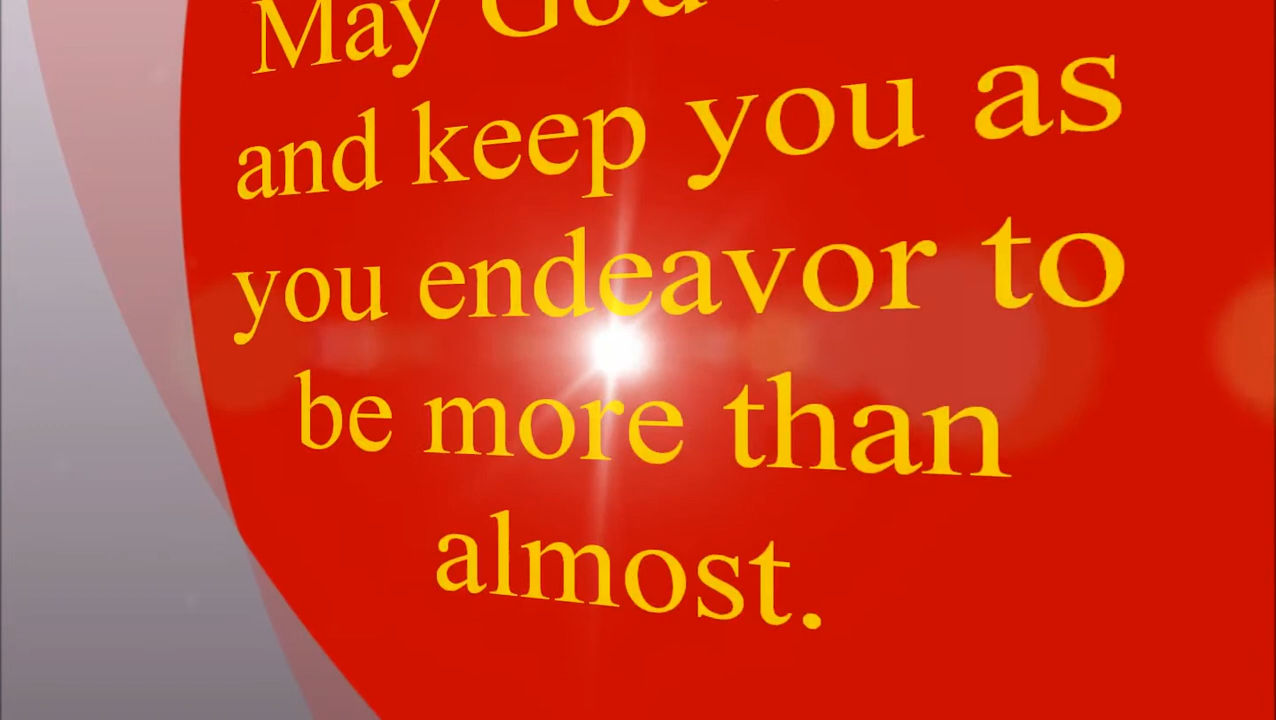 May God
and keep you as
you endeavor to
be more than
almost.